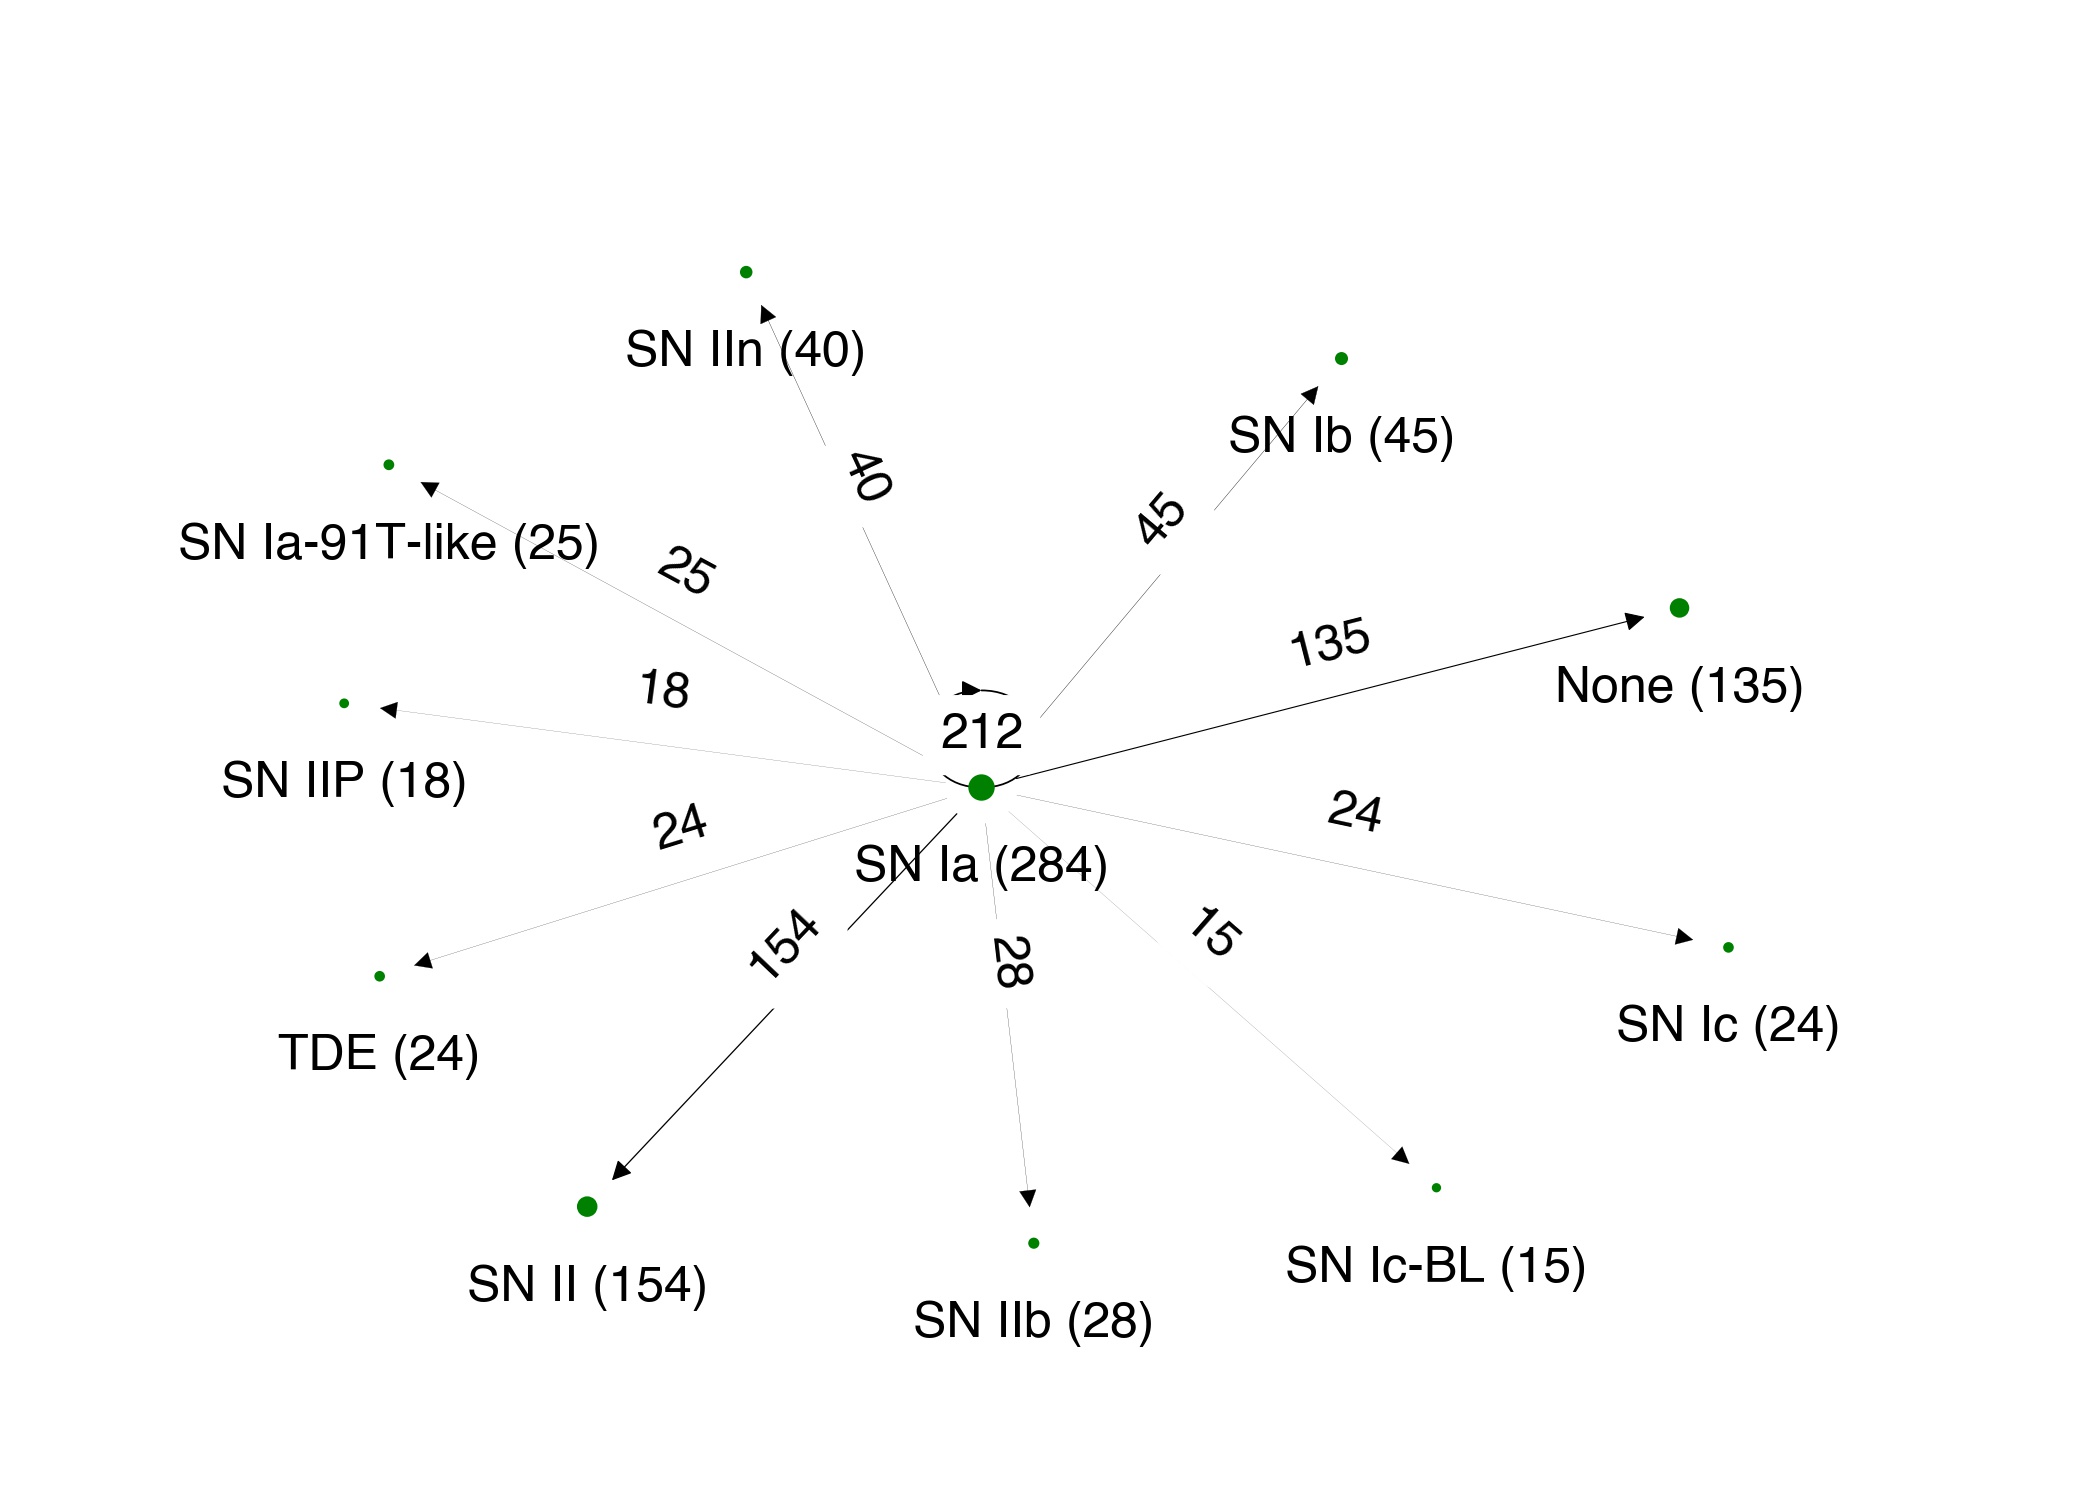 SN IIn (40)
SN Ib (45)
40
45
SN Ia-91T-like (25)
25
135
18
None (135)
212
SN IIP (18)
24
24
SN Ia (284)
154
28
15
SN Ic (24)
TDE (24)
SN II (154)
SN Ic-BL (15)
SN IIb (28)